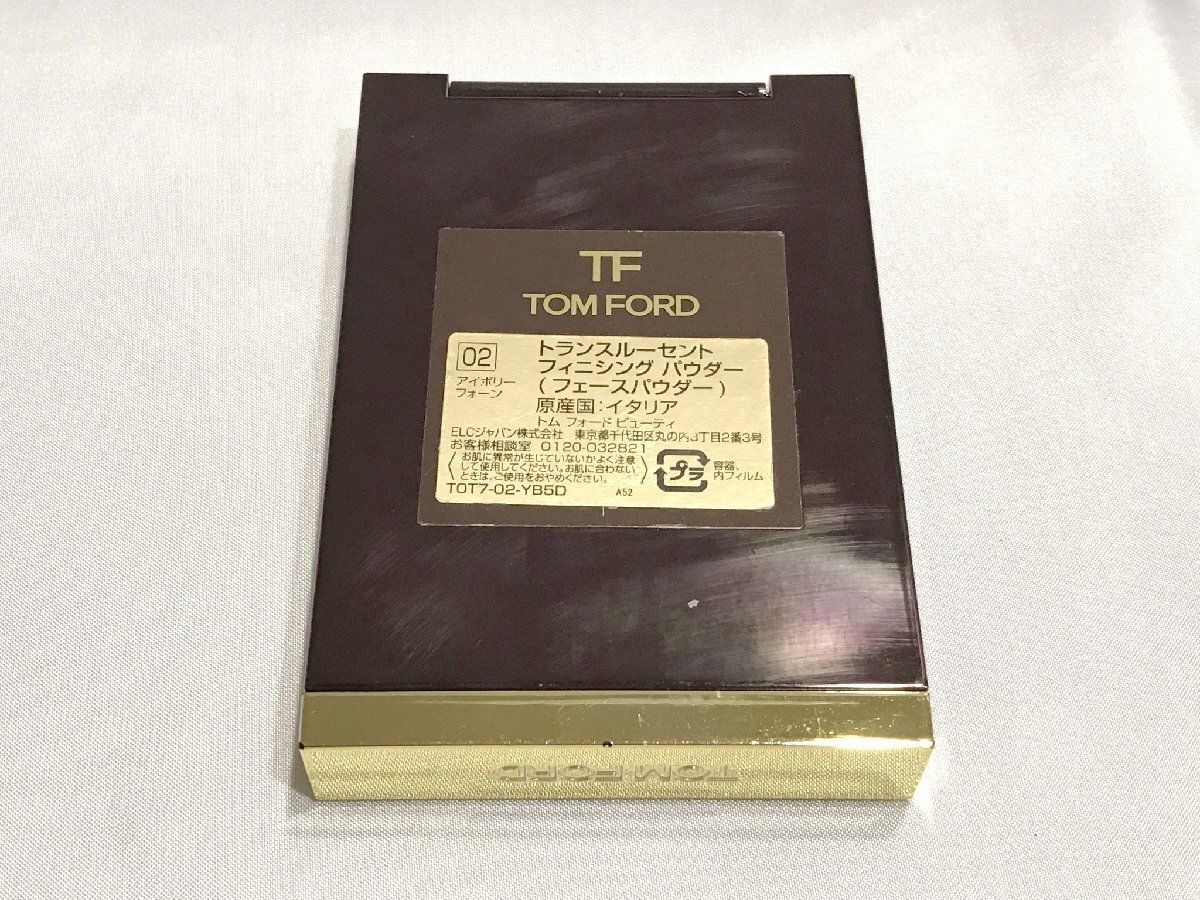 TF
TOM FORD
02
アイボリー
フォーン
トランスルーセント
フィニシング パウダー
(フェースパウダー)
原産国:イタリア
トム フォード ビューティ
ELCジャパン株式会社 東京都千代田区丸の内3丁目2番3号
お客様相談室 0120-032821
お肌に異常が生じていないかよく注意
して使用してください。お肌に合わない
ときは、ご使用をおやめください。
プラ
容器、
内フィルム
T0T7-02-YB5D A52
TOM FORD